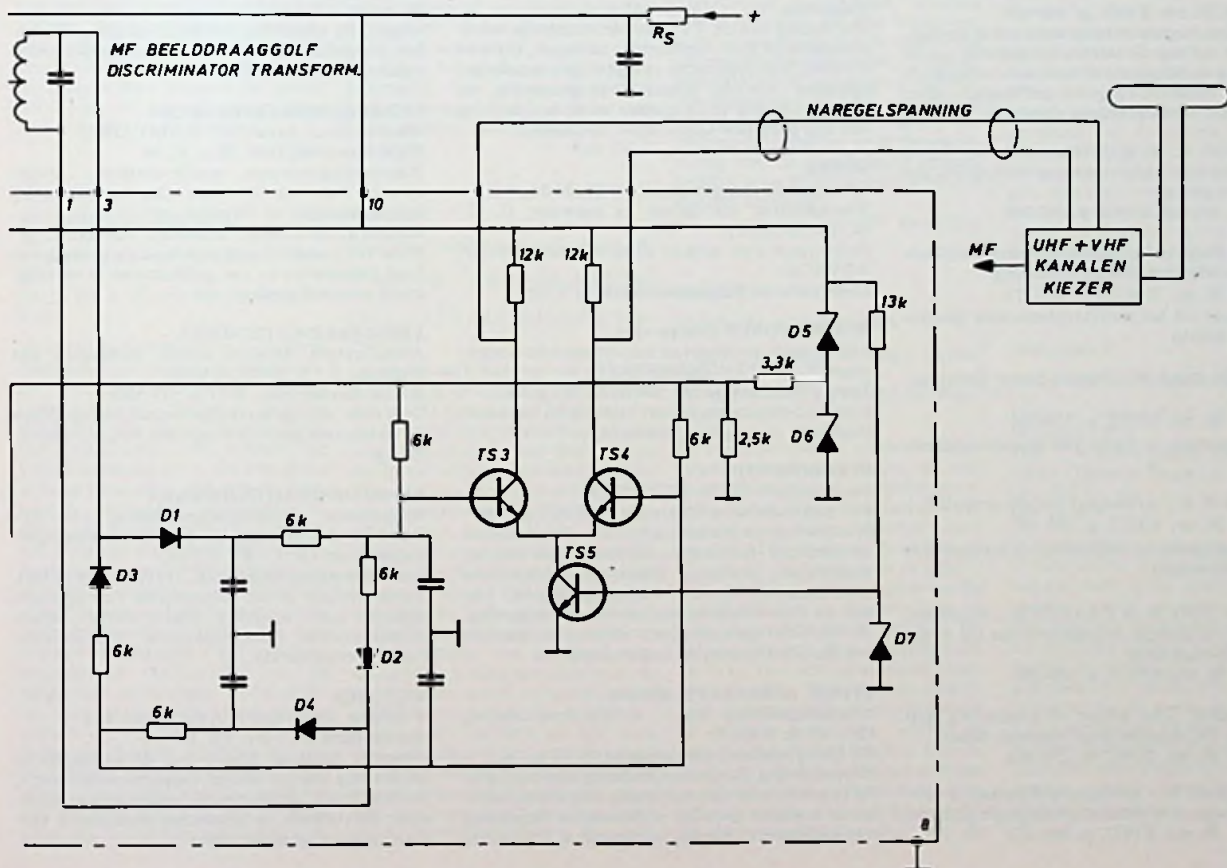 RS
+
MF BEELDDRAAGGOLF
DISCRIMINATOR TRANSFORM.
NAREGELSPANNING
1
3
10
MF
UHF+VHF
KANALEN
KIEZER
12k
12k
13k
D5
3,3k
D6
6k
6k
2,5k
TS3
TS4
D1
6k
TS5
D3
6k
D7
6k
D2
6k
D4
8